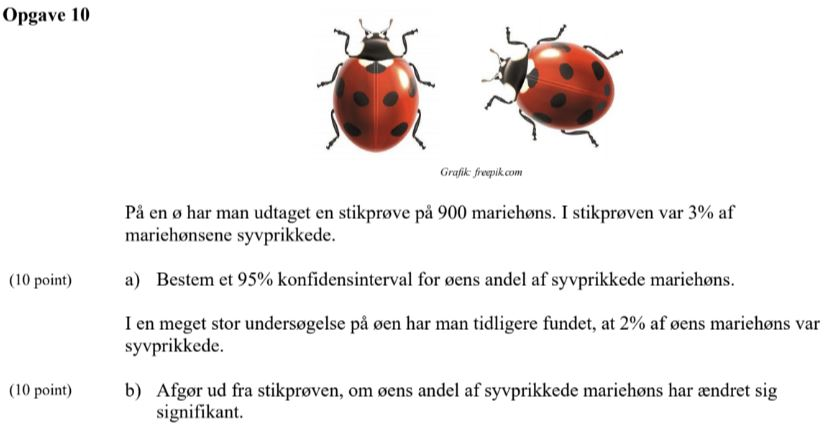 Opgave 10
Grafik: freepik.com
På en ø har man udtaget en stikprøve på 900 mariehøns. I stikprøven var 3% af
mariehønsene syvprikkede.
(10 point) a) Bestem et 95% konfidensinterval for øens andel af syvprikkede mariehøns.
I en meget stor undersøgelse på øen har man tidligere fundet, at 2% af øens mariehøns var
syvprikkede.
(10 point) b) Afgør ud fra stikprøven, om øens andel af syvprikkede mariehøns har ændret sig
signifikant.